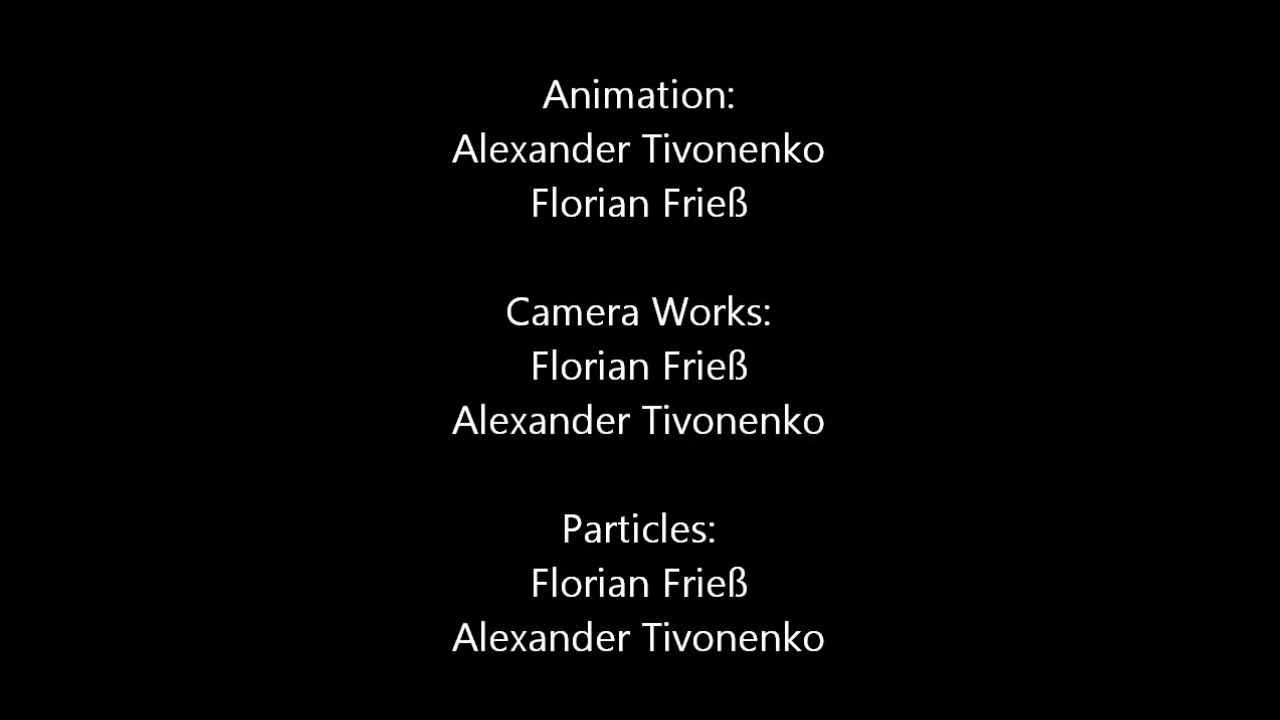 Animation:
Alexander Tivonenko
Florian Frieß
Camera Works:
Florian Frieß
Alexander Tivonenko
Particles:
Florian Frieß
Alexander Tivonenko